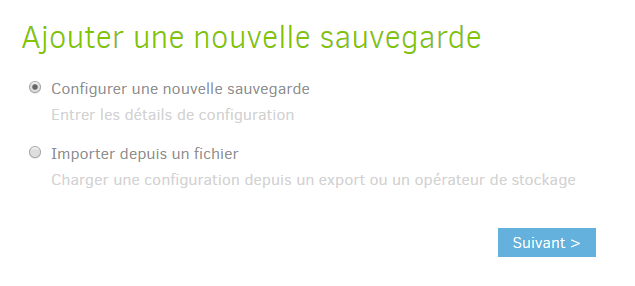 Ajouter une nouvelle sauvegarde
Configurer une nouvelle sauvegarde
Entrer les détails de configuration
Importer depuis un fichier
Charger une configuration depuis un export ou un opérateur de stockage
Suivant >